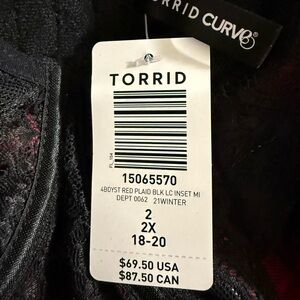 TORRID CURVE
TORRID
15065570
4BDYST RED PLAID BLK LC INSET MI
DEPT 0062 21WINTER
2
2X
18-20
$69.50 USA
$87.50 CAN